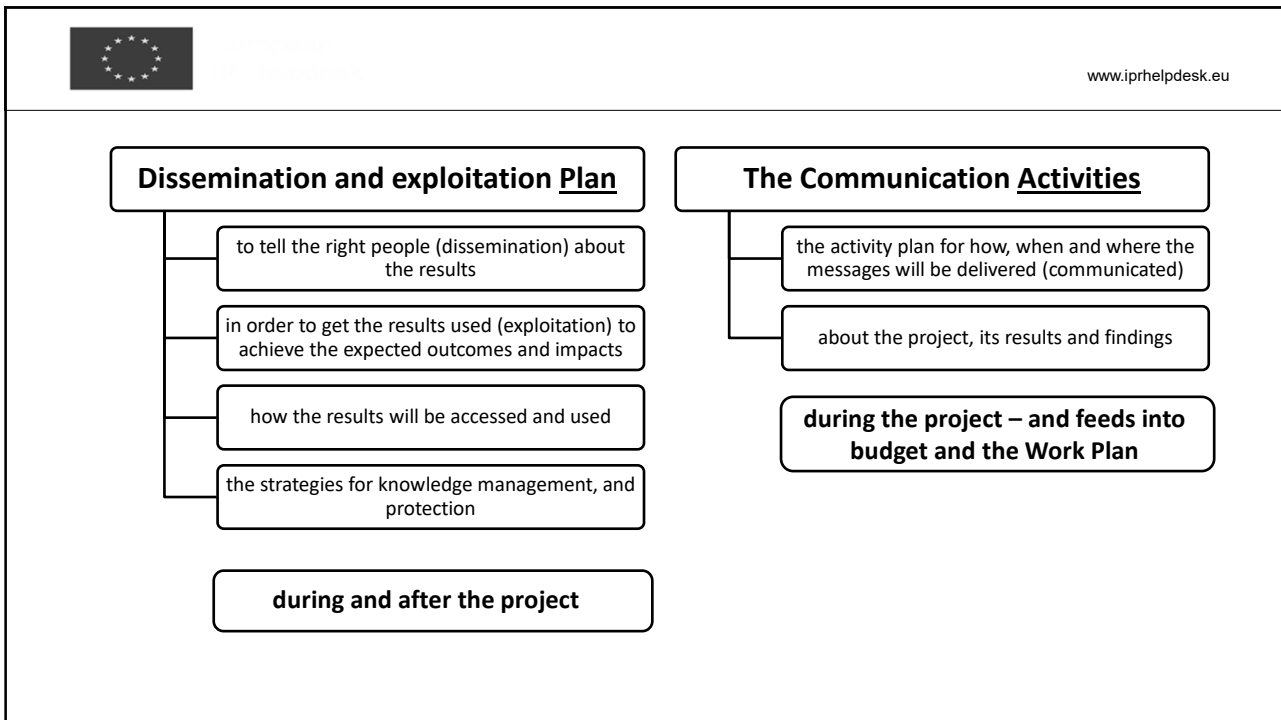 www.iprhelpdesk.eu
Dissemination and exploitation Plan
to tell the right people (dissemination) about
the results
in order to get the results used (exploitation) to
achieve the expected outcomes and impacts
how the results will be accessed and used
the strategies for knowledge management, and
protection
during and after the project
The Communication Activities
the activity plan for how, when and where the
messages will be delivered (communicated)
about the project, its results and findings
during the project – and feeds into
budget and the Work Plan